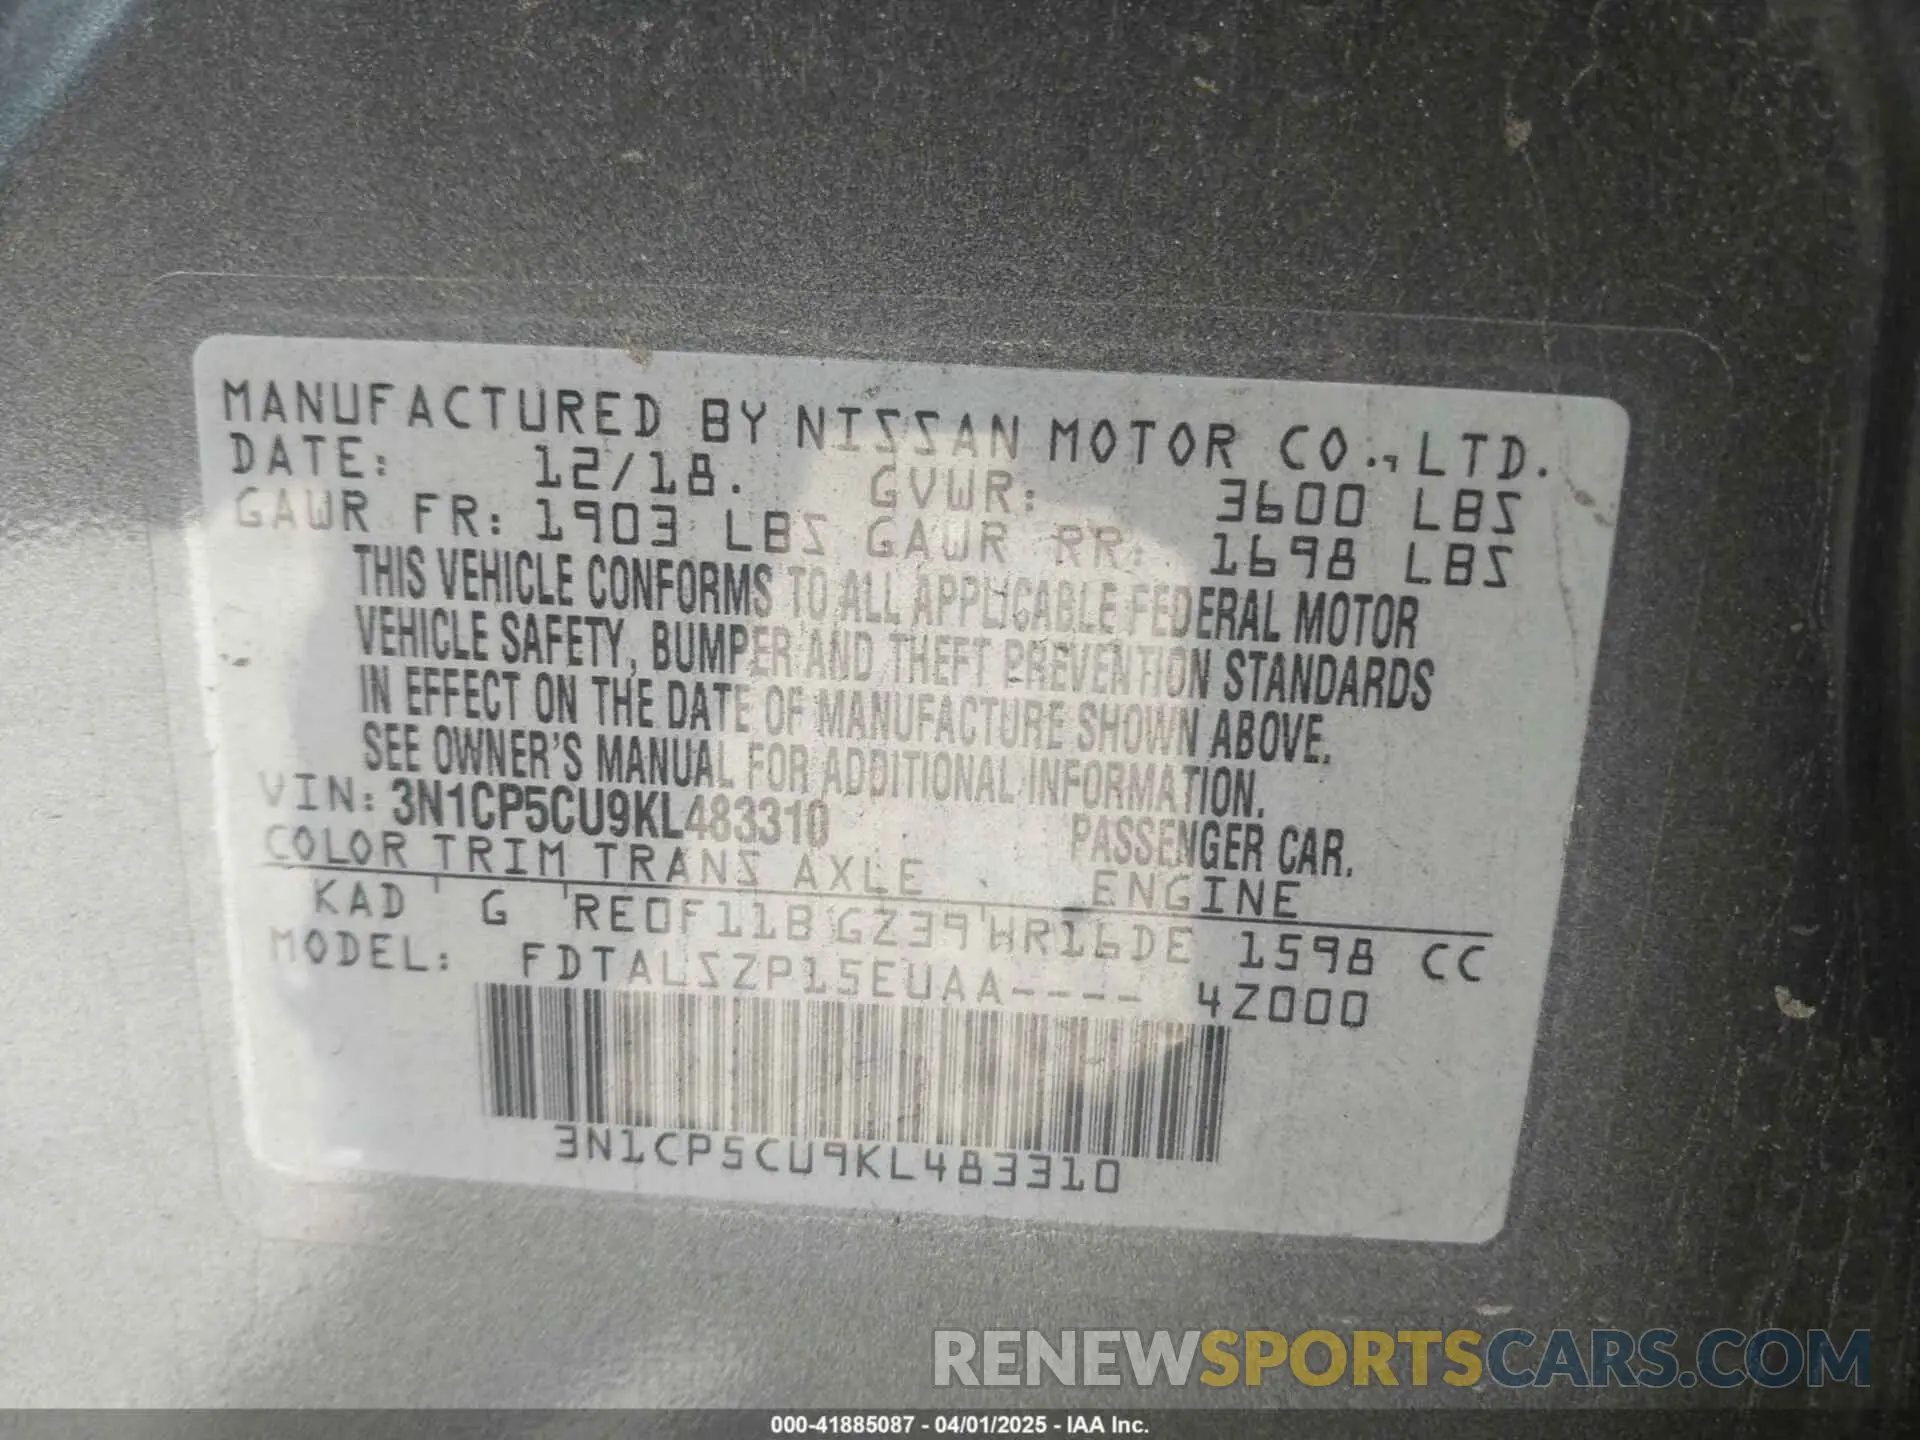 MANUFACTURED BY NISSAN MOTOR CO., LTD.
DATE: 12/18. GVWR: 3600 LBS
GAWR FR: 1903 LBS GAWR RR: 1698 LBS
THIS VEHICLE CONFORMS TO ALL APPLICABLE FEDERAL MOTOR
VEHICLE SAFETY, BUMPER AND THEFT PREVENTION STANDARDS
IN EFFECT ON THE DATE OF MANUFACTURE SHOWN ABOVE.
SEE OWNER'S MANUAL FOR ADDITIONAL INFORMATION.
VIN: 3N1CP5CU9KL483310 PASSENGER CAR.
COLOR TRIM TRANS AXLE ENGINE
KAD G RE0F11B GZ39 HR16DE 1598 CC
MODEL: FDTALSZP15EUAA---- 4Z000
3N1CP5CU9KL483310
RENEWSPORTSCARS.COM
000-41885087 - 04/01/2025 - IAA Inc.